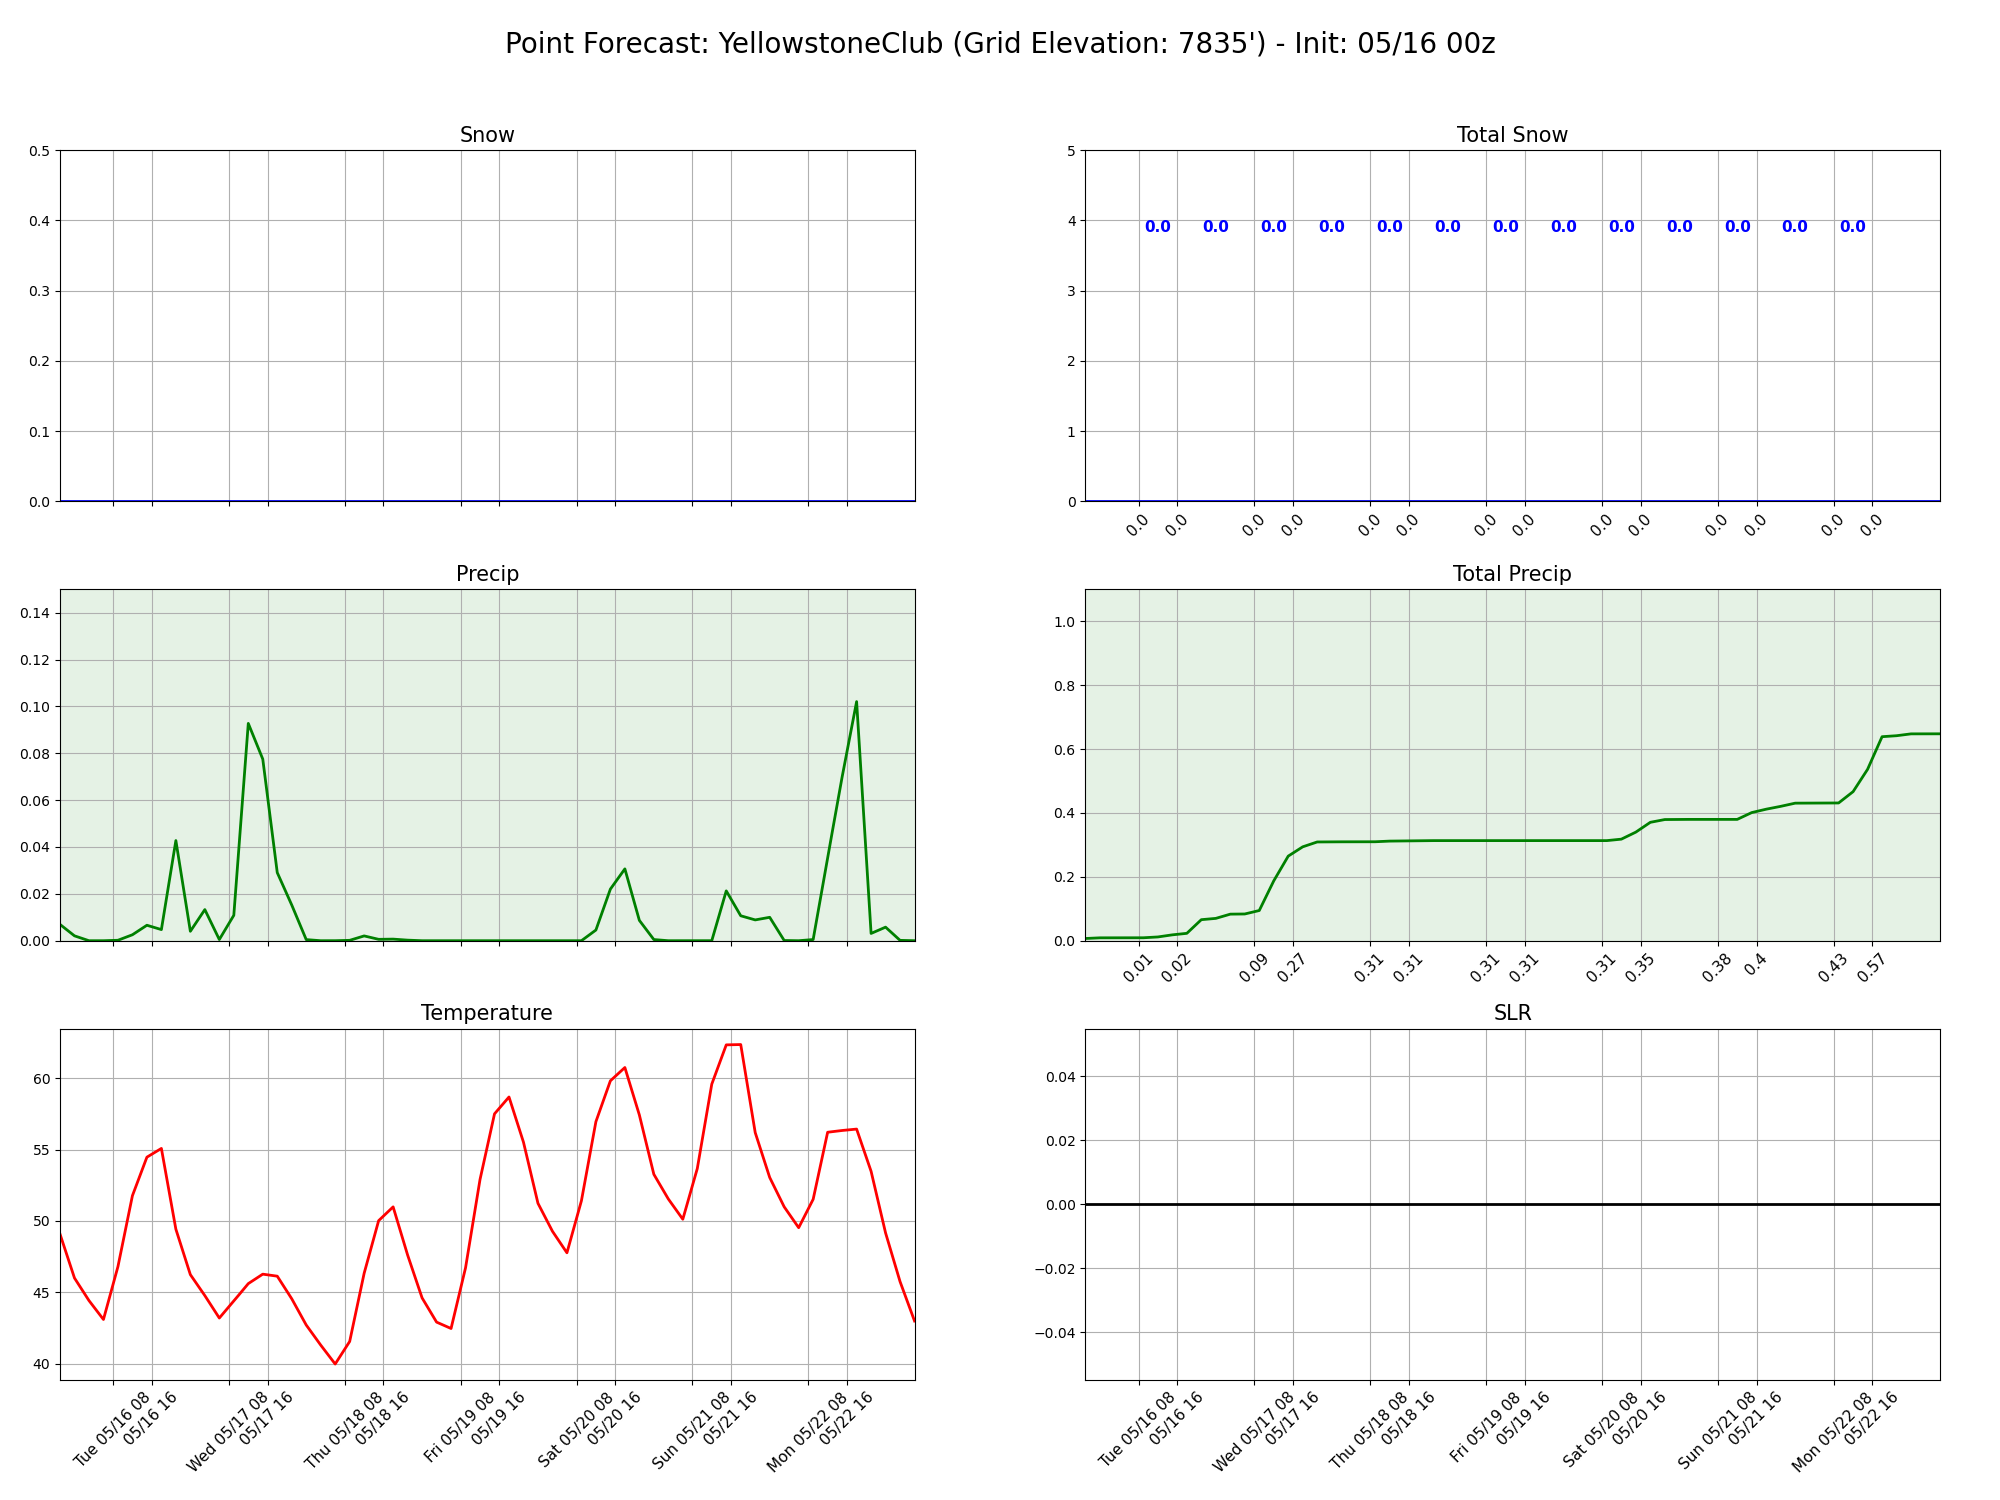 Point Forecast: YellowstoneClub (Grid Elevation: 7835') - Init: 05/16 00z
Snow
0.5
0.4
0.3
0.2
0.1
0.0
Total Snow
5
4
3
2
1
0
0.0 0.0 0.0 0.0 0.0 0.0 0.0 0.0 0.0 0.0 0.0 0.0 0.0
0.0 0.0 0.0 0.0 0.0 0.0 0.0 0.0 0.0 0.0 0.0 0.0 0.0 0.0
Precip
0.14
0.12
0.10
0.08
0.06
0.04
0.02
0.00
Total Precip
1.0
0.8
0.6
0.4
0.2
0.0
0.01 0.02 0.09 0.27 0.31 0.31 0.31 0.31 0.31 0.35 0.38 0.4 0.43 0.57
Temperature
60
55
50
45
40
Tue 05/16 08
05/16 16
Wed 05/17 08
05/17 16
Thu 05/18 08
05/18 16
Fri 05/19 08
05/19 16
Sat 05/20 08
05/20 16
Sun 05/21 08
05/21 16
Mon 05/22 08
05/22 16
SLR
0.04
0.02
0.00
−0.02
−0.04
Tue 05/16 08
05/16 16
Wed 05/17 08
05/17 16
Thu 05/18 08
05/18 16
Fri 05/19 08
05/19 16
Sat 05/20 08
05/20 16
Sun 05/21 08
05/21 16
Mon 05/22 08
05/22 16